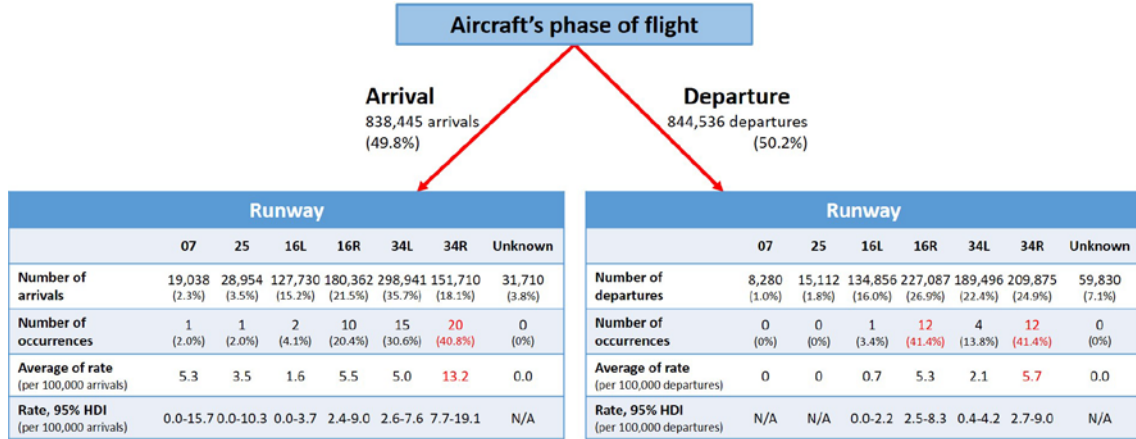 Aircraft's phase of flight
Arrival
838,445 arrivals
(49.8%)
Departure
844,536 departures
(50.2%)
Runway
07 25 16L 16R 34L 34R Unknown
Number of arrivals 19,038 28,954 127,730 180,362 298,941 151,710 31,710
(2.3%) (3.5%) (15.2%) (21.5%) (35.7%) (18.1%) (3.8%)
Number of occurrences 1 1 2 10 15 20 0
(2.0%) (2.0%) (4.1%) (20.4%) (30.6%) (40.8%) (0%)
Average of rate 5.3 3.5 1.6 5.5 5.0 13.2 0.0
(per 100,000 arrivals)
Rate, 95% HDI 0.0-15.7 0.0-10.3 0.0-3.7 2.4-9.0 2.6-7.6 7.7-19.1 N/A
(per 100,000 arrivals)
Runway
07 25 16L 16R 34L 34R Unknown
Number of departures 8,280 15,112 134,856 227,087 189,496 209,875 59,830
(1.0%) (1.8%) (16.0%) (26.9%) (22.4%) (24.9%) (7.1%)
Number of occurrences 0 0 1 12 4 12 0
(0%) (0%) (3.4%) (41.4%) (13.8%) (41.4%) (0%)
Average of rate 0 0 0.7 5.3 2.1 5.7 0.0
(per 100,000 departures)
Rate, 95% HDI N/A N/A 0.0-2.2 2.5-8.3 0.4-4.2 2.7-9.0 N/A
(per 100,000 departures)